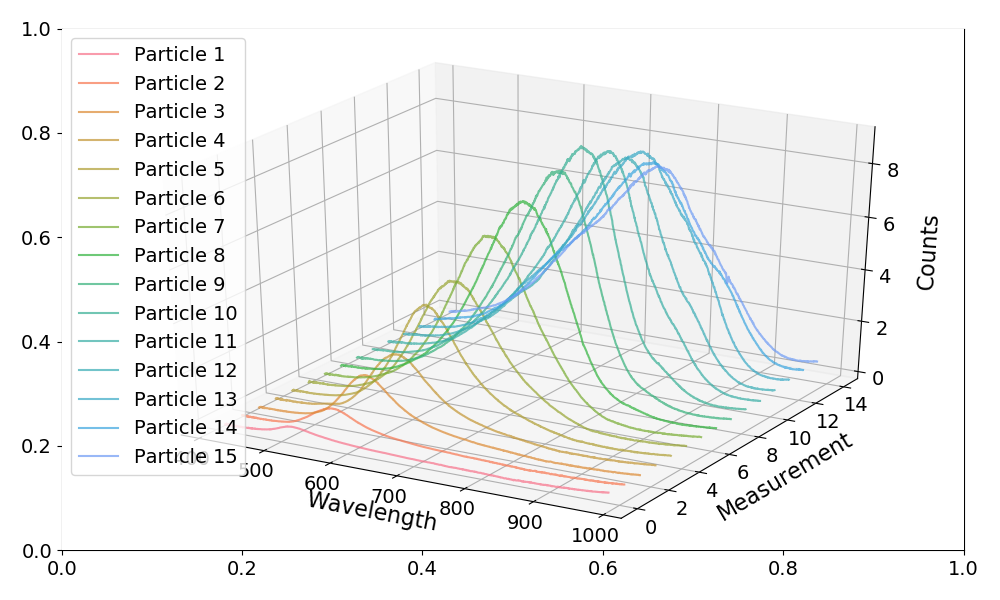 1.0
0.8
0.6
0.4
0.2
0.0
0.0
0.2
0.4
0.6
0.8
1.0
Particle 1
Particle 2
Particle 3
Particle 4
Particle 5
Particle 6
Particle 7
Particle 8
Particle 9
Particle 10
Particle 11
Particle 12
Particle 13
Particle 14
Particle 15
500
600
700
800
900
1000
Wavelength
0
2
4
6
8
10
12
14
Measurement
0
2
4
6
8
Counts